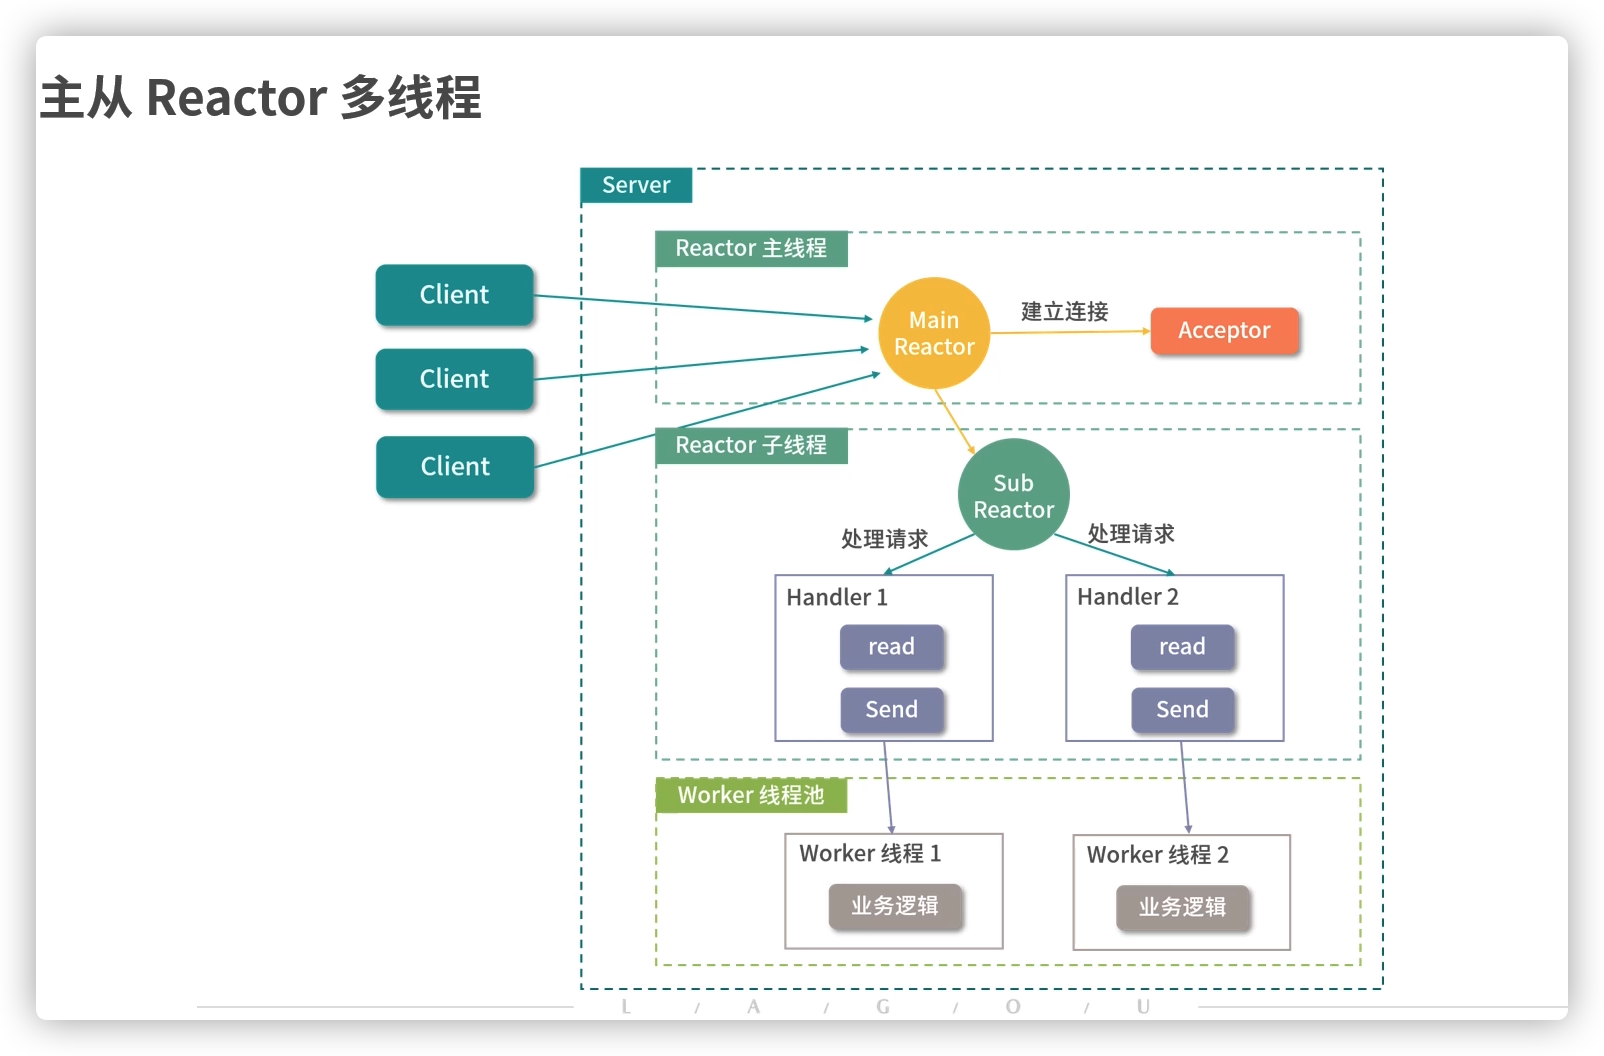 主从 Reactor 多线程
Server
Reactor 主线程
Client
Main
Reactor
建立连接
Acceptor
Client
Client
Reactor 子线程
Sub
Reactor
处理请求
处理请求
Handler 1
read
Send
Handler 2
read
Send
Worker 线程池
Worker 线程 1
业务逻辑
Worker 线程 2
业务逻辑
L / A / G / O / U